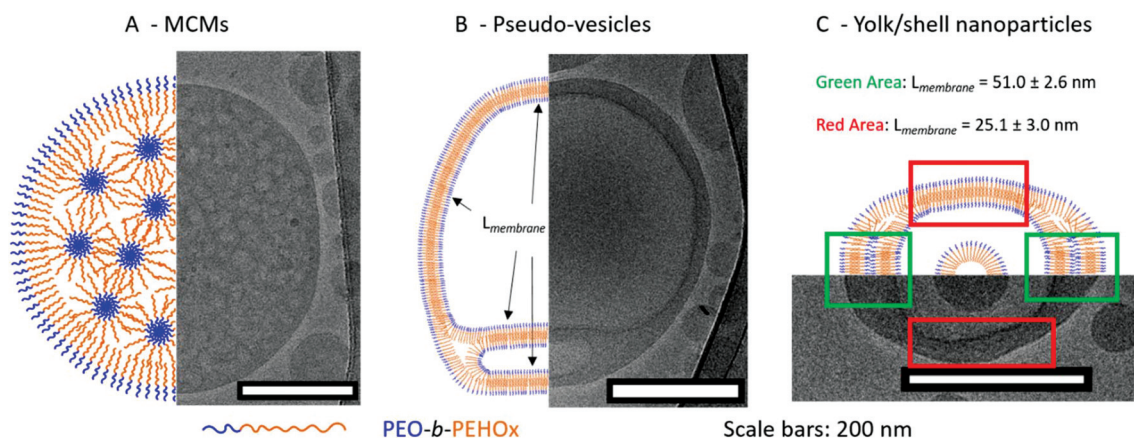 A - MCMs
B - Pseudo-vesicles
C - Yolk/shell nanoparticles
Green Area: Lmembrane = 51.0 ± 2.6 nm
Red Area: Lmembrane = 25.1 ± 3.0 nm
Lmembrane
PEO-b-PEHOx
Scale bars: 200 nm